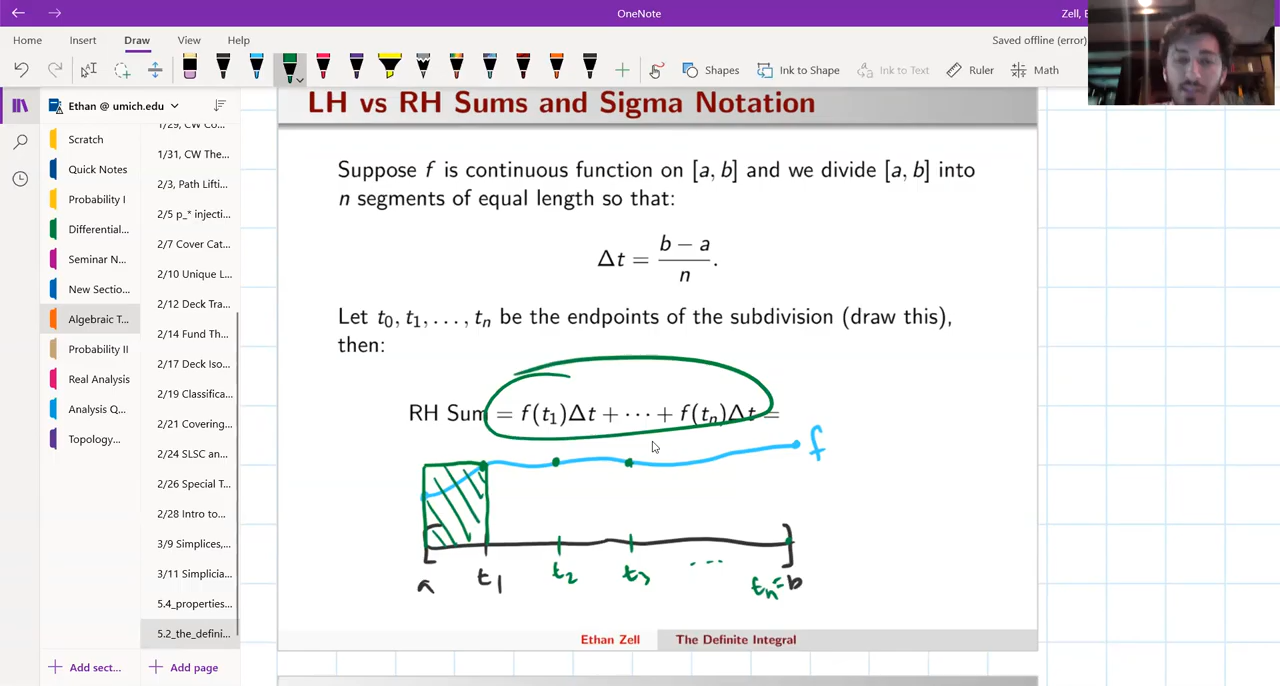 OneNote
Zell, E
Home Insert Draw View Help
Saved offline (error)
Shapes Ink to Shape Ink to Text Ruler Math
Ethan @ umich.edu
Scratch
Quick Notes
Probability I
Differential...
Seminar N...
New Sectio...
Algebraic T...
Probability II
Real Analysis
Analysis Q...
Topology...
Add sect...
1/29, CW Co...
1/31, CW The...
2/3, Path Lifti...
2/5 p_* injecti...
2/7 Cover Cat...
2/10 Unique L...
2/12 Deck Tra...
2/14 Fund Th...
2/17 Deck Iso...
2/19 Classifica...
2/21 Covering...
2/24 SLSC an...
2/26 Special T...
2/28 Intro to...
3/9 Simplices,...
3/11 Simplicia...
5.4_properties...
5.2_the_defini...
Add page
LH vs RH Sums and Sigma Notation
Suppose f is continuous function on [a, b] and we divide [a, b] into
n segments of equal length so that:
Δt = (b − a)/n.
Let t₀, t₁, . . . , tₙ be the endpoints of the subdivision (draw this),
then:
RH Sum = f(t₁)Δt + · · · + f(tₙ)Δt =
f
a t₁ t₂ t₃ ... tₙ = b
Ethan Zell The Definite Integral